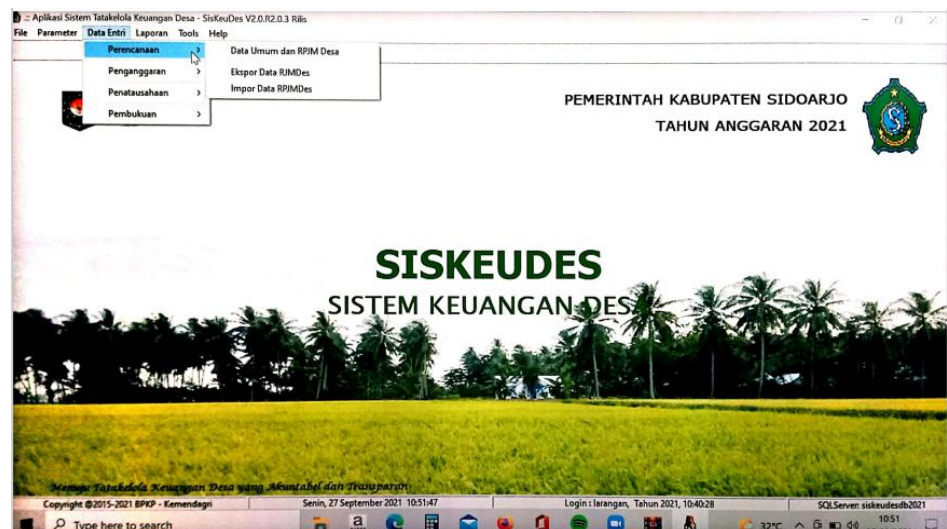 Aplikasi Sistem Tatakelola Keuangan Desa - SisKeuDes V2.0.R2.0.3 Rilis
File Parameter Data Entri Laporan Tools Help
Perencanaan
Data Umum dan RPJM Desa
Penganggaran
Ekspor Data RJMDes
Penatausahaan
Impor Data RPJMDes
Pembukuan
PEMERINTAH KABUPATEN SIDOARJO
TAHUN ANGGARAN 2021
SISKEUDES
SISTEM KEUANGAN DESA
Menuju Tatakelola Keuangan Desa yang Akuntabel dan Transparan
Copyright @2015-2021 BPKP - Kemendagri
Senin, 27 September 2021 10:51:47
Login : larangan, Tahun 2021, 10:40:28
SQLServer: siskeudesdb2021
Type here to search
32°C
10:51